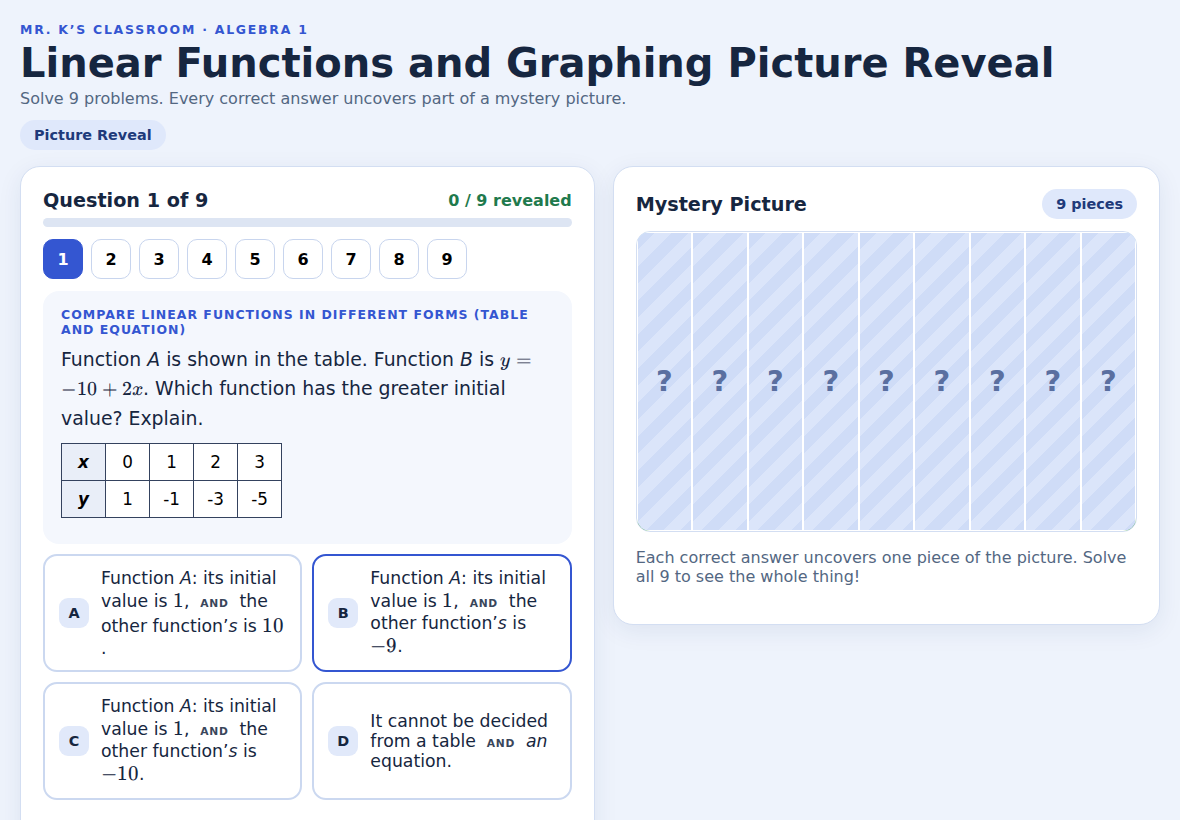 MR. K’S CLASSROOM · ALGEBRA 1
Linear Functions and Graphing Picture Reveal
Solve 9 problems. Every correct answer uncovers part of a mystery picture.
Picture Reveal
Question 1 of 9
0 / 9 revealed
1 2 3 4 5 6 7 8 9
COMPARE LINEAR FUNCTIONS IN DIFFERENT FORMS (TABLE
AND EQUATION)
Function A is shown in the table. Function B is y =
−10 + 2x. Which function has the greater initial
value? Explain.
x 0 1 2 3
y 1 -1 -3 -5
A
Function A: its initial
value is 1, AND the
other function’s is 10
.
B
Function A: its initial
value is 1, AND the
other function’s is
−9.
C
Function A: its initial
value is 1, AND the
other function’s is
−10.
D
It cannot be decided
from a table AND an
equation.
Mystery Picture
9 pieces
? ? ? ? ? ? ? ? ?
Each correct answer uncovers one piece of the picture. Solve
all 9 to see the whole thing!